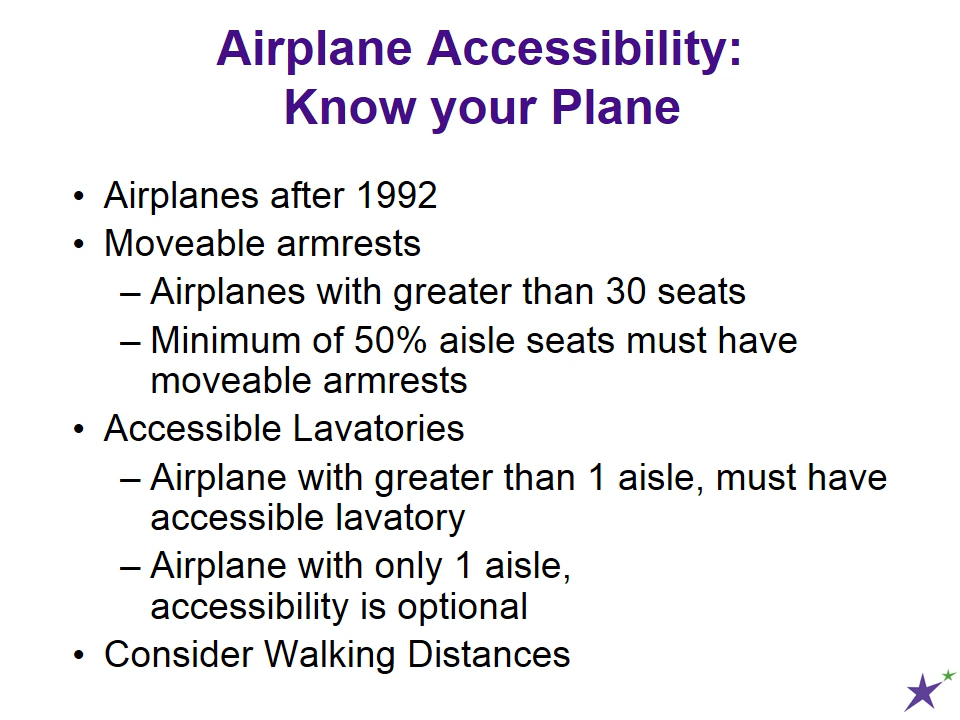 Airplane Accessibility:
Know your Plane
• Airplanes after 1992
• Moveable armrests
– Airplanes with greater than 30 seats
– Minimum of 50% aisle seats must have
moveable armrests
• Accessible Lavatories
– Airplane with greater than 1 aisle, must have
accessible lavatory
– Airplane with only 1 aisle,
accessibility is optional
• Consider Walking Distances